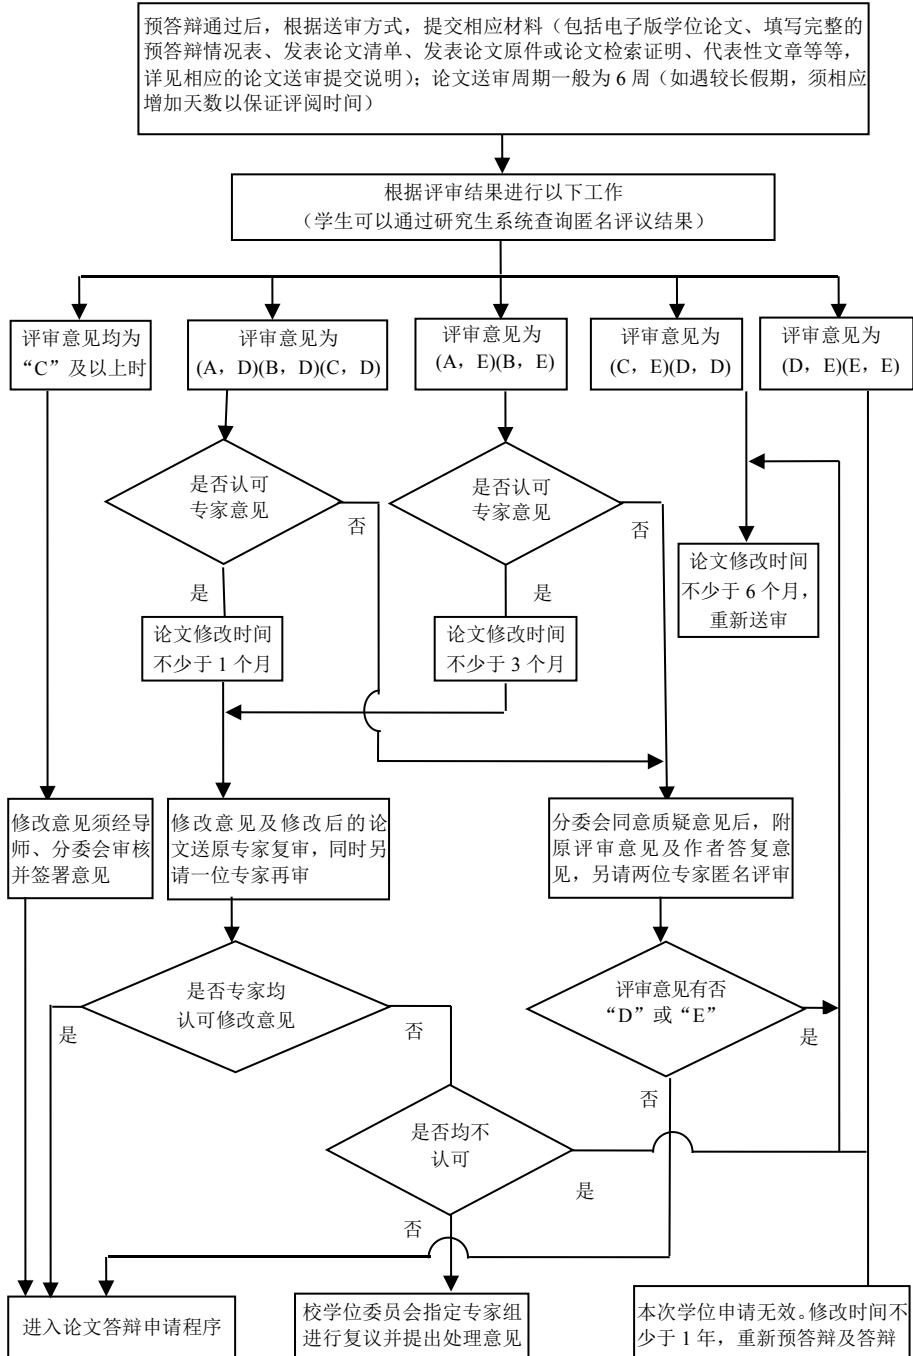 预答辩通过后，根据送审方式，提交相应材料（包括电子版学位论文、填写完整的
预答辩情况表、发表论文清单、发表论文原件或论文检索证明、代表性文章等等，
详见相应的论文送审提交说明）；论文送审周期一般为 6 周（如遇较长假期，须相应
增加天数以保证评阅时间）
根据评审结果进行以下工作
（学生可以通过研究生系统查询匿名评议结果）
评审意见均为
“C”及以上时
评审意见为
(A，D)(B，D)(C，D)
评审意见为
(A，E)(B，E)
评审意见为
(C，E)(D，D)
评审意见为
(D，E)(E，E)
是否认可
专家意见
否
是
是否认可
专家意见
否
是
论文修改时间
不少于 6 个月，
重新送审
论文修改时间
不少于 1 个月
论文修改时间
不少于 3 个月
修改意见须经导
师、分委会审核
并签署意见
修改意见及修改后的论
文送原专家复审，同时另
请一位专家再审
分委会同意质疑意见后，附
原评审意见及作者答复意
见，另请两位专家匿名评审
是否专家均
认可修改意见
是
否
评审意见有否
“D”或“E”
是
否
是否均不
认可
是
否
进入论文答辩申请程序
校学位委员会指定专家组
进行复议并提出处理意见
本次学位申请无效。修改时间不
少于 1 年，重新预答辩及答辩